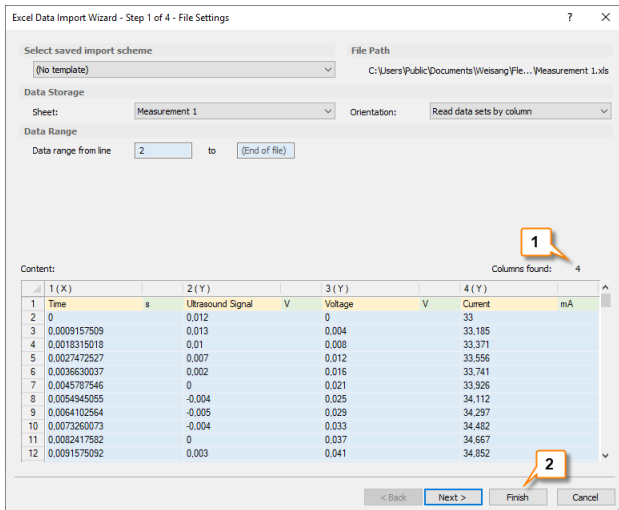 Excel Data Import Wizard - Step 1 of 4 - File Settings ? ×
Select saved import scheme File Path
(No template) C:\Users\Public\Documents\Weisang\Fle...\Measurement 1.xls
Data Storage
Sheet: Measurement 1 Orientation: Read data sets by column
Data Range
Data range from line 2 to (End of file)
1
Content: Columns found: 4
1 ( X ) 2 ( Y ) 3 ( Y ) 4 ( Y )
1 Time s Ultrasound Signal V Voltage V Current mA
2 0 0,012 0 33
3 0,0009157509 0,013 0,004 33,185
4 0,0018315018 0,01 0,008 33,371
5 0,0027472527 0,007 0,012 33,556
6 0,0036630037 0,002 0,016 33,741
7 0,0045787546 0 0,021 33,926
8 0,0054945055 -0,004 0,025 34,112
9 0,0064102564 -0,005 0,029 34,297
10 0,0073260073 -0,004 0,033 34,482
11 0,0082417582 0 0,037 34,667
12 0,0091575092 0,003 0,041 34,852
2
< Back Next > Finish Cancel